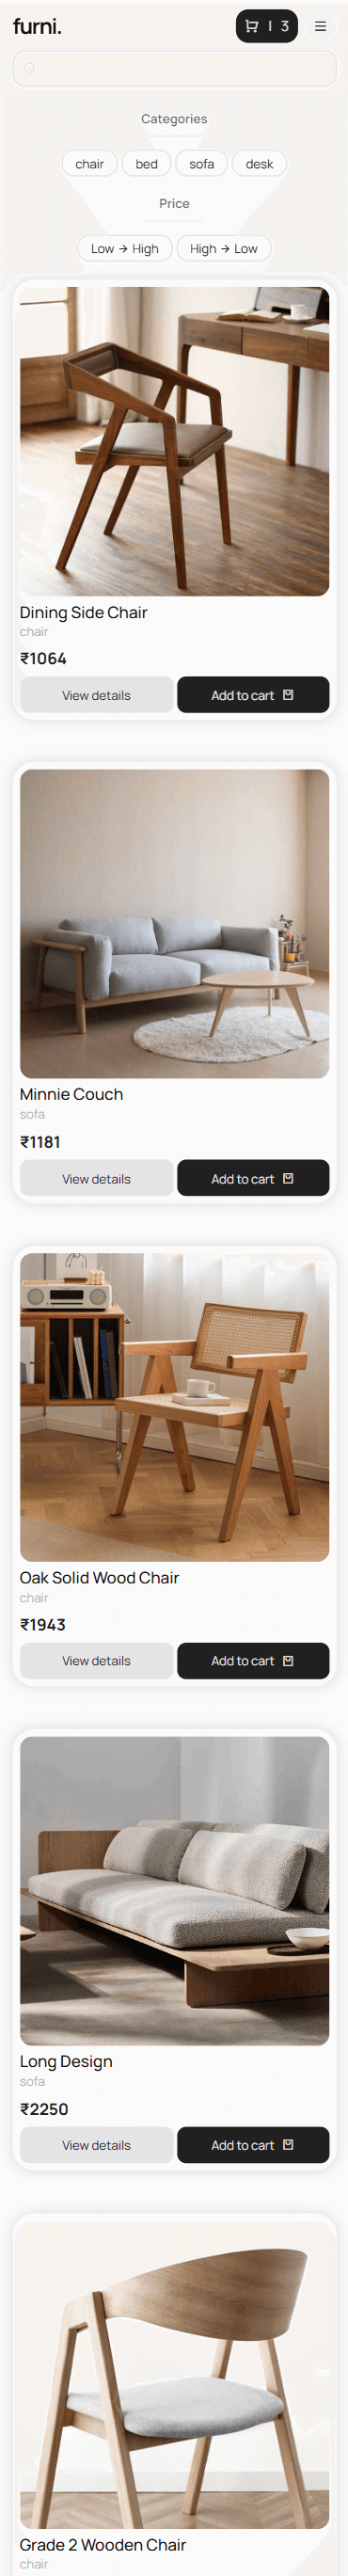 furni.
| 3
Categories
chair bed sofa desk
Price
Low → High High → Low
Dining Side Chair
chair
₹1064
View details Add to cart
Minnie Couch
sofa
₹1181
View details Add to cart
Oak Solid Wood Chair
chair
₹1943
View details Add to cart
Long Design
sofa
₹2250
View details Add to cart
Grade 2 Wooden Chair
chair